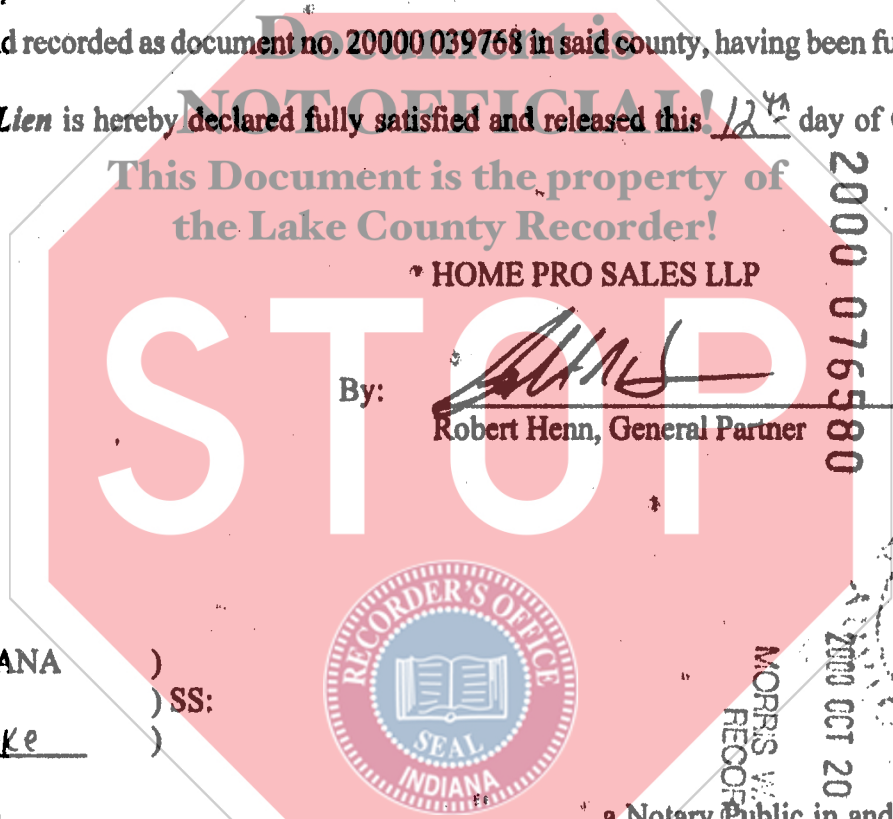 d recorded as document no. 20000 039768 in said county, having been fu
Document is
Lien is hereby declared fully satisfied and released this 12th day of
NOT OFFICIAL!
This Document is the property of
the Lake County Recorder!
HOME PRO SALES LLP
STOP
By:
Robert Henn, General Partner
2000 076580
RECORDER'S OFFICE
SEAL
INDIANA
ANA )
) SS:
ke )
2000 OCT 20
MORRIS W.
RECOR
a Notary Public in and